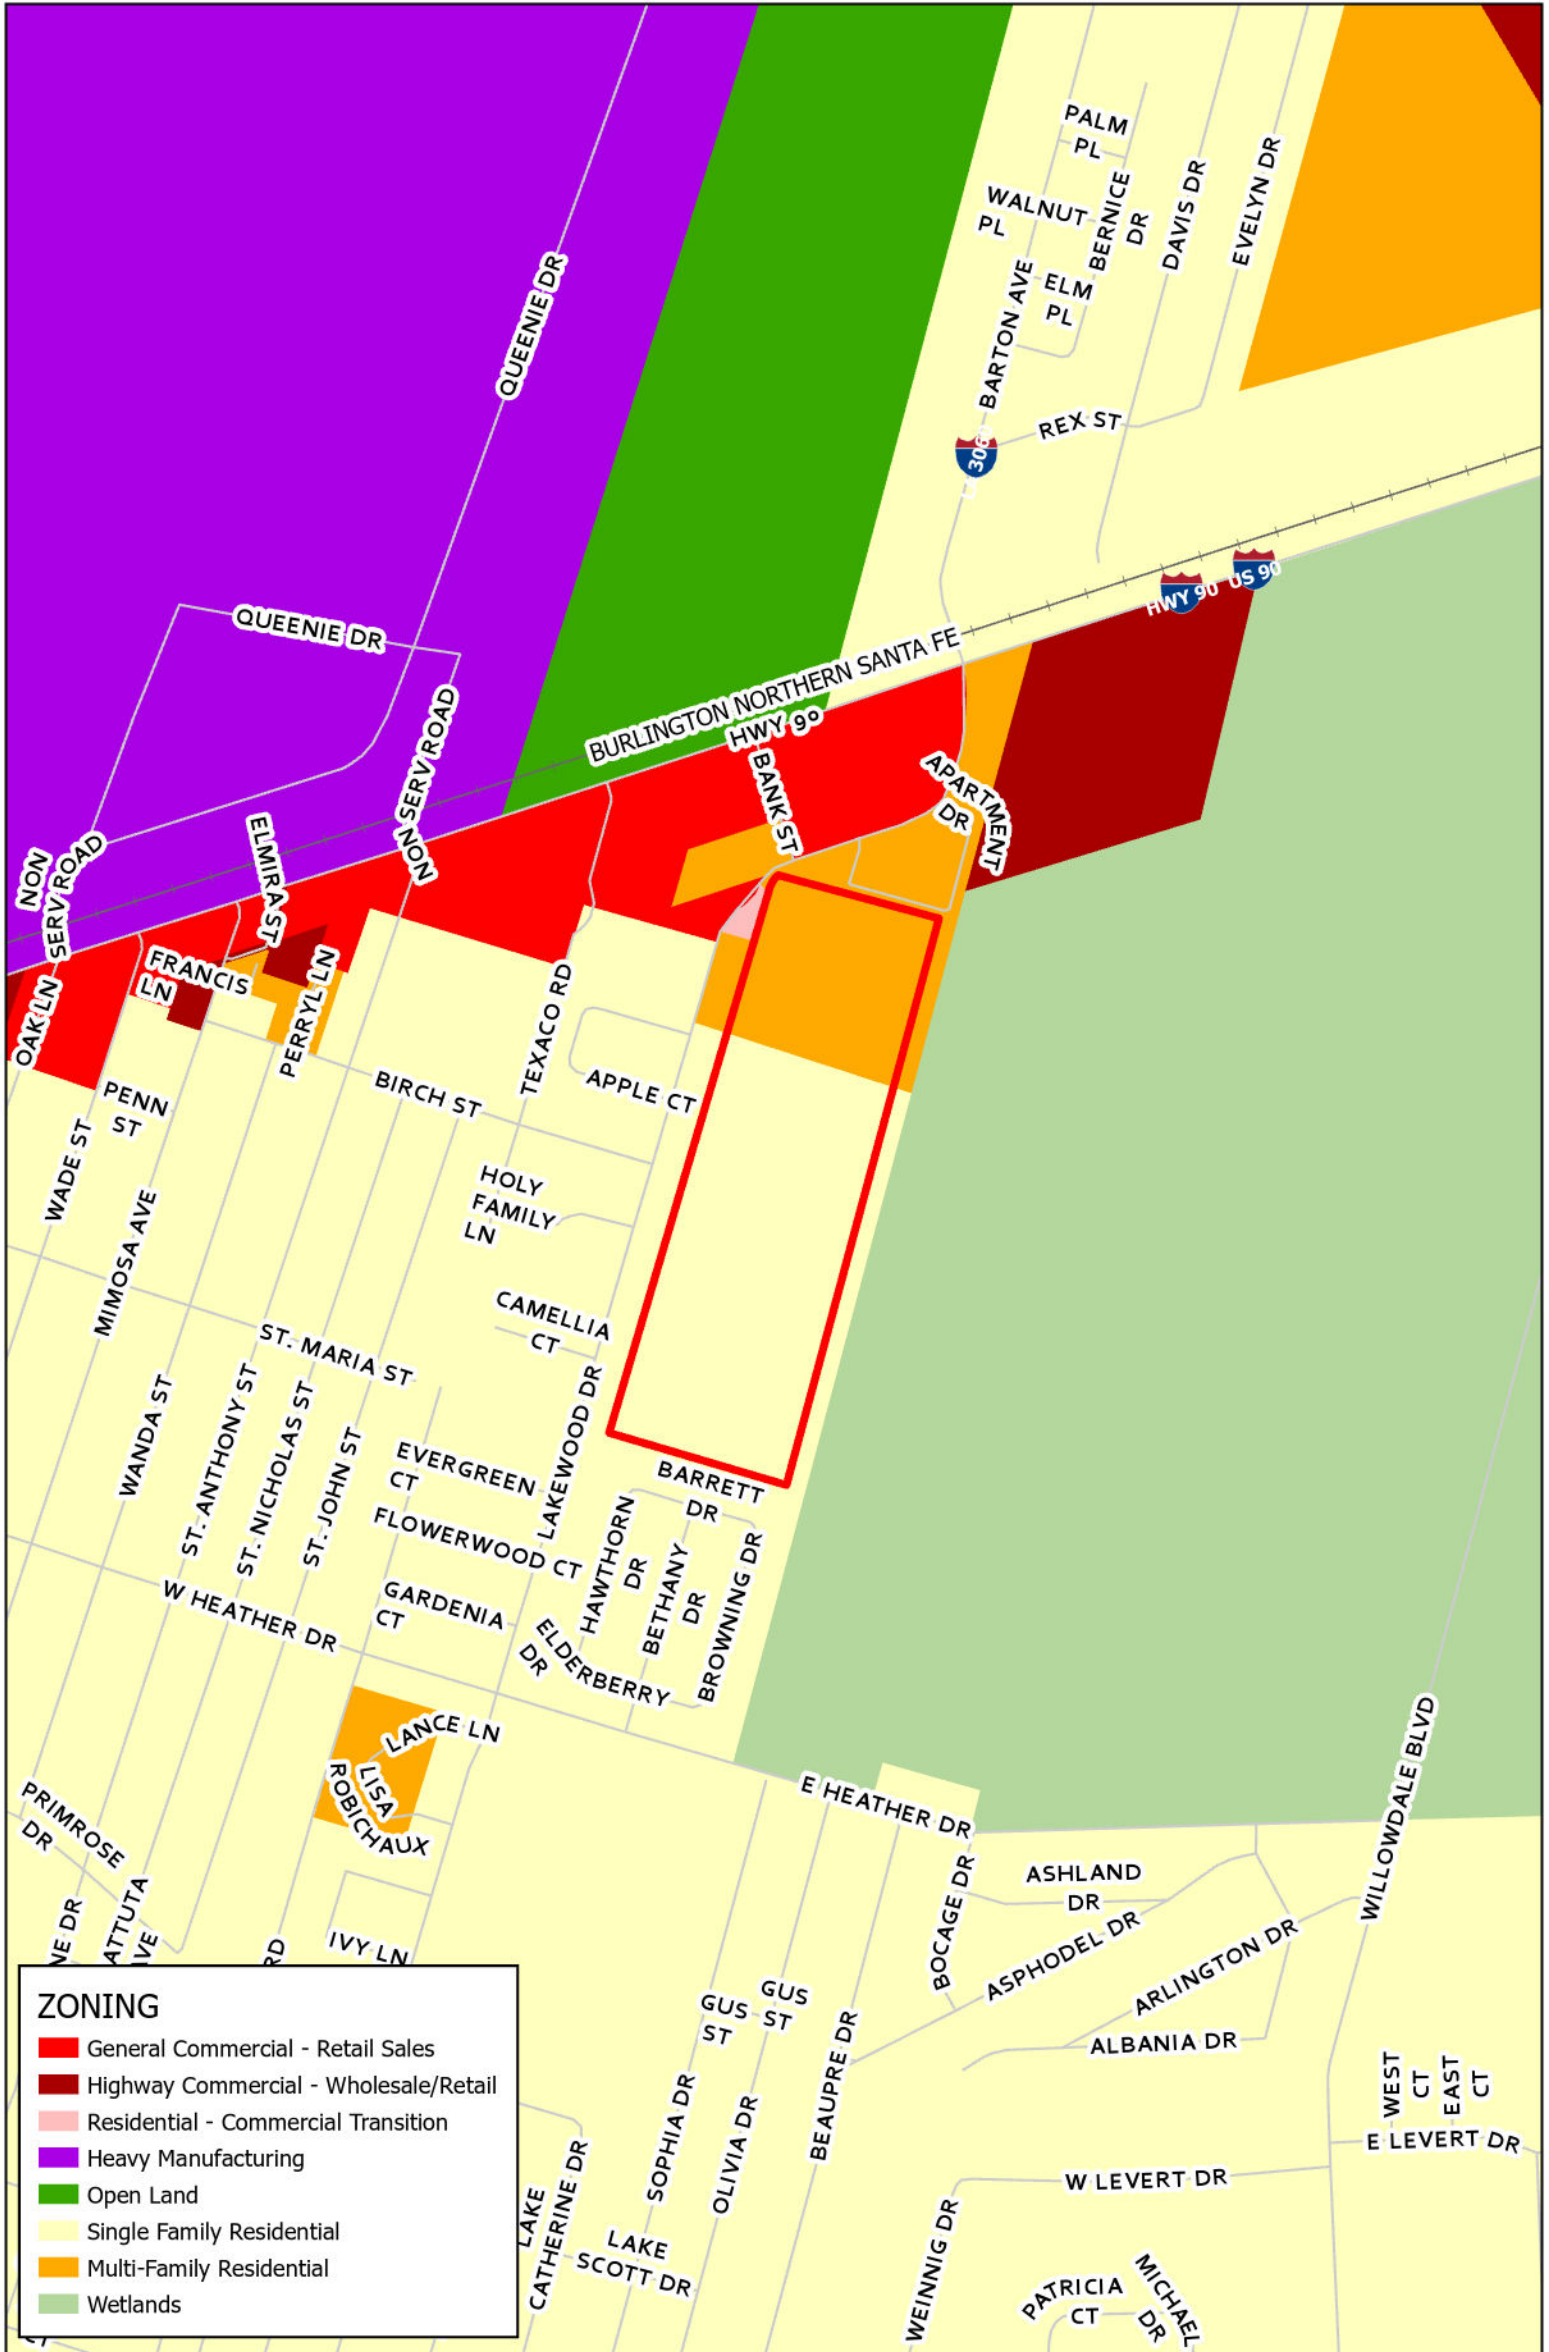 PALM
PL
WALNUT
PL
BERNICE
DR
DAVIS DR
EVELYN DR
ELM
PL
BARTON AVE
QUEENIE DR
REX ST
LA 3060
HWY 90
US 90
QUEENIE DR
BURLINGTON NORTHERN SANTA FE
HWY 90
BANK ST
APARTMENT
DR
NON
SERV ROAD
NON
SERV ROAD
ELMIRA ST
FRANCIS
LN
OAK LN
PERRY LN
TEXACO RD
PENN
ST
BIRCH ST
APPLE CT
WADE ST
MIMOSA AVE
HOLY
FAMILY
LN
CAMELLIA
CT
ST. MARIA ST
WANDA ST
ST. ANTHONY ST
ST. NICHOLAS ST
ST. JOHN ST
EVERGREEN
CT
LAKEWOOD DR
BARRETT
DR
FLOWERWOOD CT
HAWTHORN
DR
BETHANY
DR
BROWNING DR
W HEATHER DR
GARDENIA
CT
ELDERBERRY
DR
LANCE LN
LISA
ROBICHAUX
PRIMROSE
DR
E HEATHER DR
WILLOWDALE BLVD
NE DR
ATTUTA
AVE
RD
IVY LN
BOCAGE DR
ASHLAND
DR
ASPHODEL DR
ARLINGTON DR
ALBANIA DR
GUS
ST
GUS
ST
BEAUPRE DR
SOPHIA DR
OLIVIA DR
WEST
CT
EAST
CT
E LEVERT DR
W LEVERT DR
LAKE
CATHERINE DR
LAKE
SCOTT DR
WEINNIG DR
PATRICIA
CT
MICHAEL
DR
ZONING
General Commercial - Retail Sales
Highway Commercial - Wholesale/Retail
Residential - Commercial Transition
Heavy Manufacturing
Open Land
Single Family Residential
Multi-Family Residential
Wetlands
CT